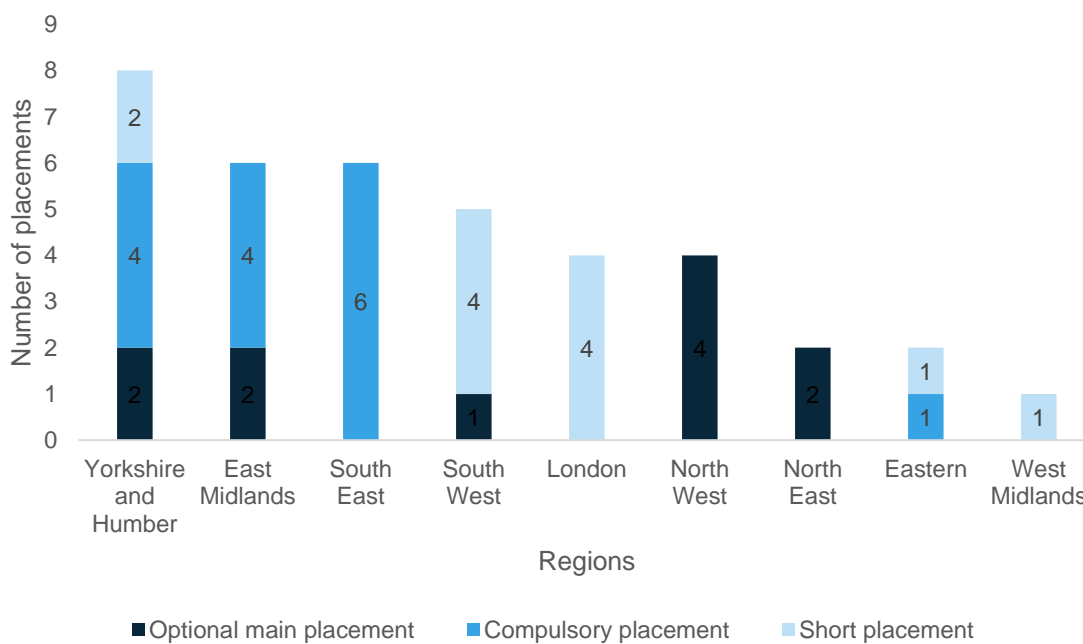 9
8
7
6
5
4
3
2
1
0
Number of placements
2
4
2
4
2
6
4
1
4
4
2
1
1
1
Yorkshire and Humber
East Midlands
South East
South West
London
North West
North East
Eastern
West Midlands
Regions
Optional main placement
Compulsory placement
Short placement